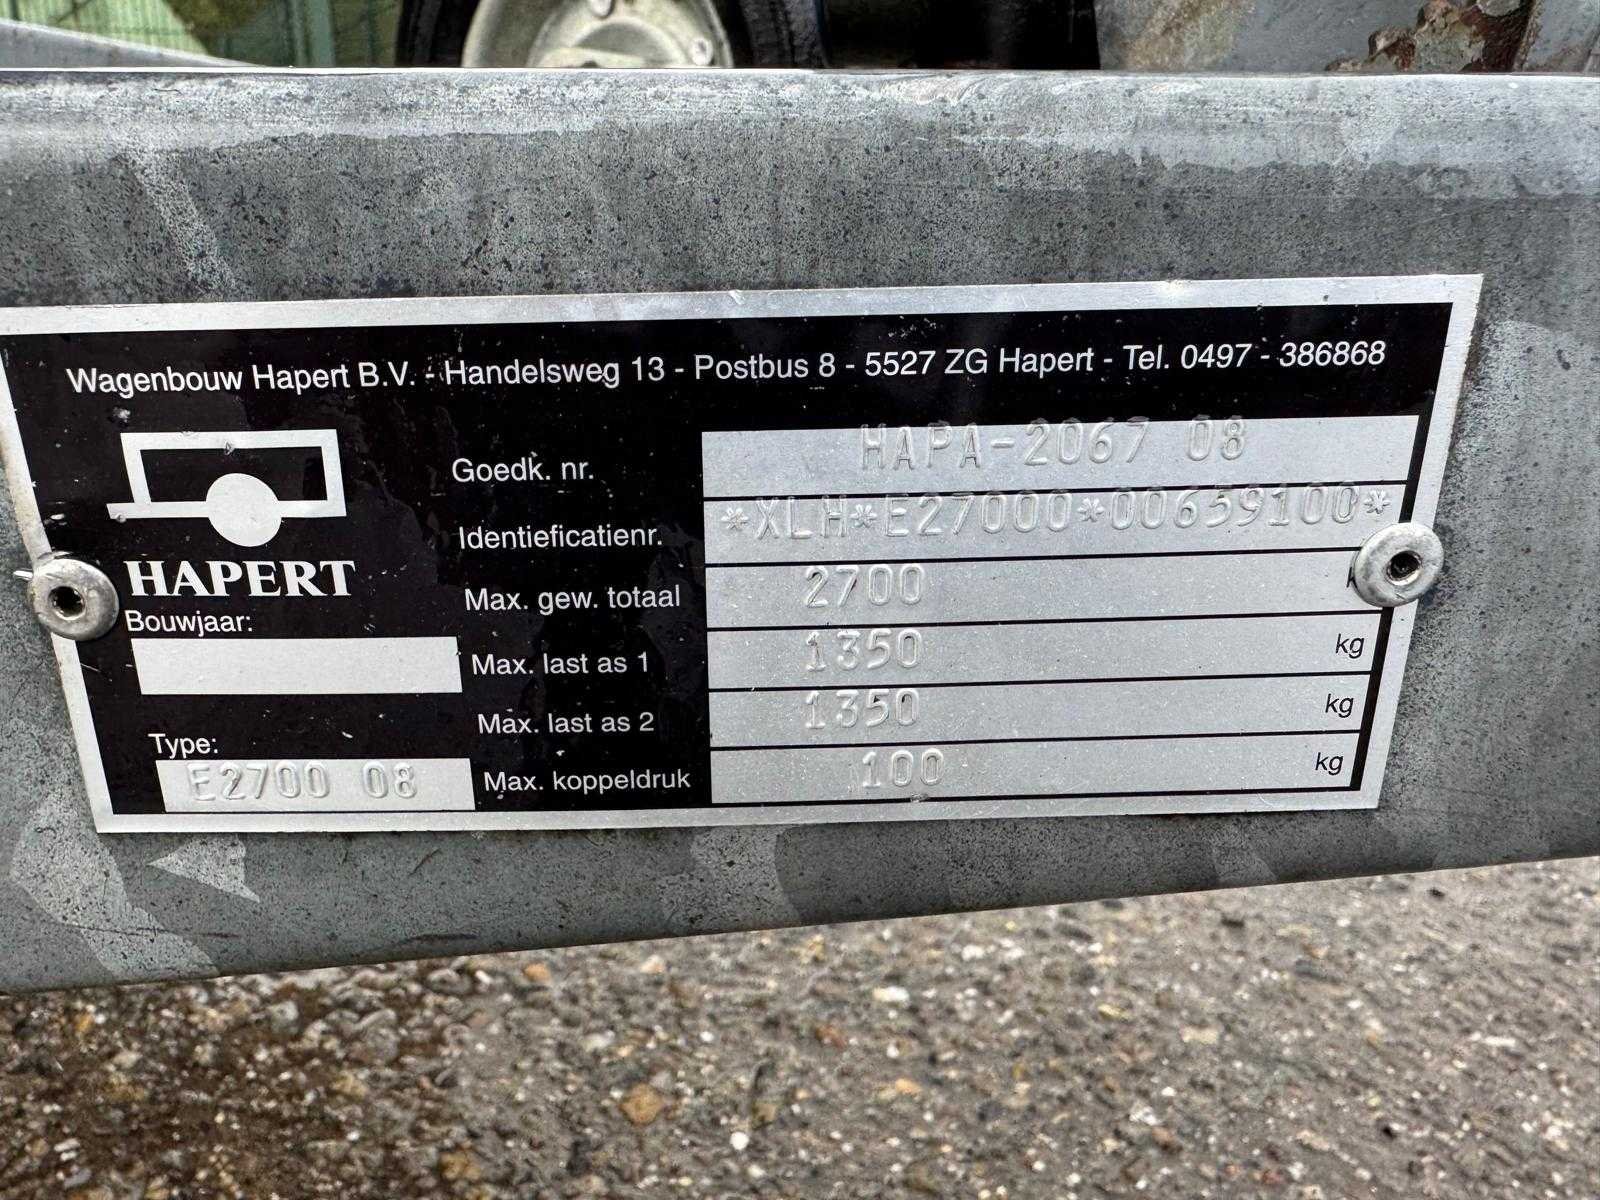 Wagenbouw Hapert B.V. - Handelsweg 13 - Postbus 8 - 5527 ZG Hapert - Tel. 0497 - 386868
HAPERT
Bouwjaar:
Type:
E2700 08
Goedk. nr. HAPA-2067 08
Identieficatienr. *XLH*E27000*00659100*
Max. gew. totaal 2700
Max. last as 1 1350 kg
Max. last as 2 1350 kg
Max. koppeldruk 100 kg